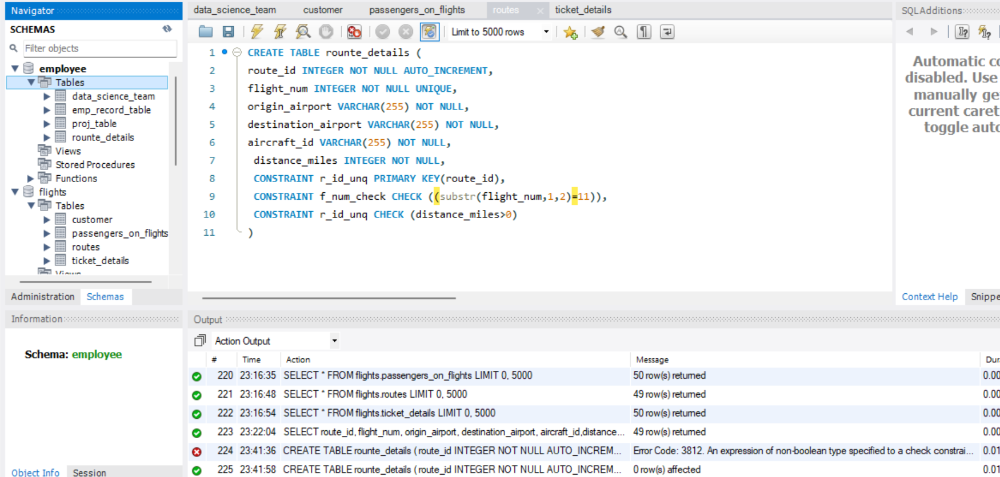 Navigator
SCHEMAS
Filter objects
employee
Tables
data_science_team
emp_record_table
proj_table
rounte_details
Views
Stored Procedures
Functions
flights
Tables
customer
passengers_on_flights
routes
ticket_details
Views
Administration Schemas
Information
Schema: employee
Object Info Session
data_science_team customer passengers_on_flights routes ticket_details
Limit to 5000 rows
1 CREATE TABLE rounte_details (
2 route_id INTEGER NOT NULL AUTO_INCREMENT,
3 flight_num INTEGER NOT NULL UNIQUE,
4 origin_airport VARCHAR(255) NOT NULL,
5 destination_airport VARCHAR(255) NOT NULL,
6 aircraft_id VARCHAR(255) NOT NULL,
7 distance_miles INTEGER NOT NULL,
8 CONSTRAINT r_id_unq PRIMARY KEY(route_id),
9 CONSTRAINT f_num_check CHECK ((substr(flight_num,1,2)=11)),
10 CONSTRAINT r_id_unq CHECK (distance_miles>0)
11 )
SQLAdditions
Automatic co
disabled. Use
manually ge
current caret
toggle auto
Context Help Snippe
Output
Action Output
# Time Action Message Dur
220 23:16:35 SELECT * FROM flights.passengers_on_flights LIMIT 0, 5000 50 row(s) returned 0.00
221 23:16:48 SELECT * FROM flights.routes LIMIT 0, 5000 49 row(s) returned 0.00
222 23:16:54 SELECT * FROM flights.ticket_details LIMIT 0, 5000 50 row(s) returned 0.00
223 23:22:04 SELECT route_id, flight_num, origin_airport, destination_airport, aircraft_id,distance... 49 row(s) returned 0.00
224 23:41:36 CREATE TABLE rounte_details ( route_id INTEGER NOT NULL AUTO_INCREM... Error Code: 3812. An expression of non-boolean type specified to a check constrai... 0.01
225 23:41:58 CREATE TABLE rounte_details ( route_id INTEGER NOT NULL AUTO_INCREM... 0 row(s) affected 0.01